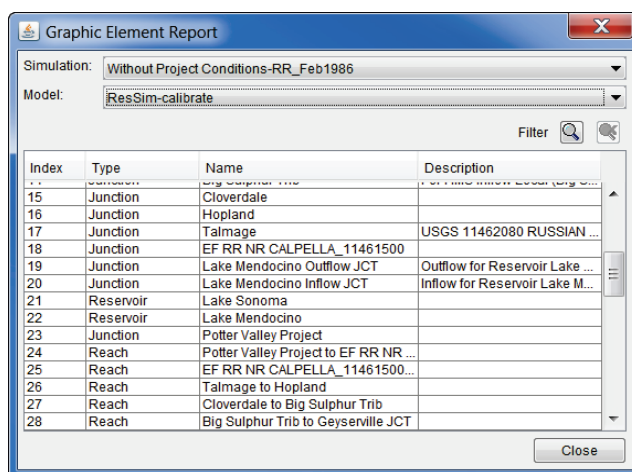 Graphic Element Report
Simulation: Without Project Conditions-RR_Feb1986
Model: ResSim-calibrate
Filter
Index Type Name Description
14 Junction Big Sulphur Trib
15 Junction Cloverdale
16 Junction Hopland
17 Junction Talmage USGS 11462080 RUSSIAN ...
18 Junction EF RR NR CALPELLA_11461500
19 Junction Lake Mendocino Outflow JCT Outflow for Reservoir Lake ...
20 Junction Lake Mendocino Inflow JCT Inflow for Reservoir Lake M...
21 Reservoir Lake Sonoma
22 Reservoir Lake Mendocino
23 Junction Potter Valley Project
24 Reach Potter Valley Project to EF RR NR ...
25 Reach EF RR NR CALPELLA_11461500...
26 Reach Talmage to Hopland
27 Reach Cloverdale to Big Sulphur Trib
28 Reach Big Sulphur Trib to Geyserville JCT
Close